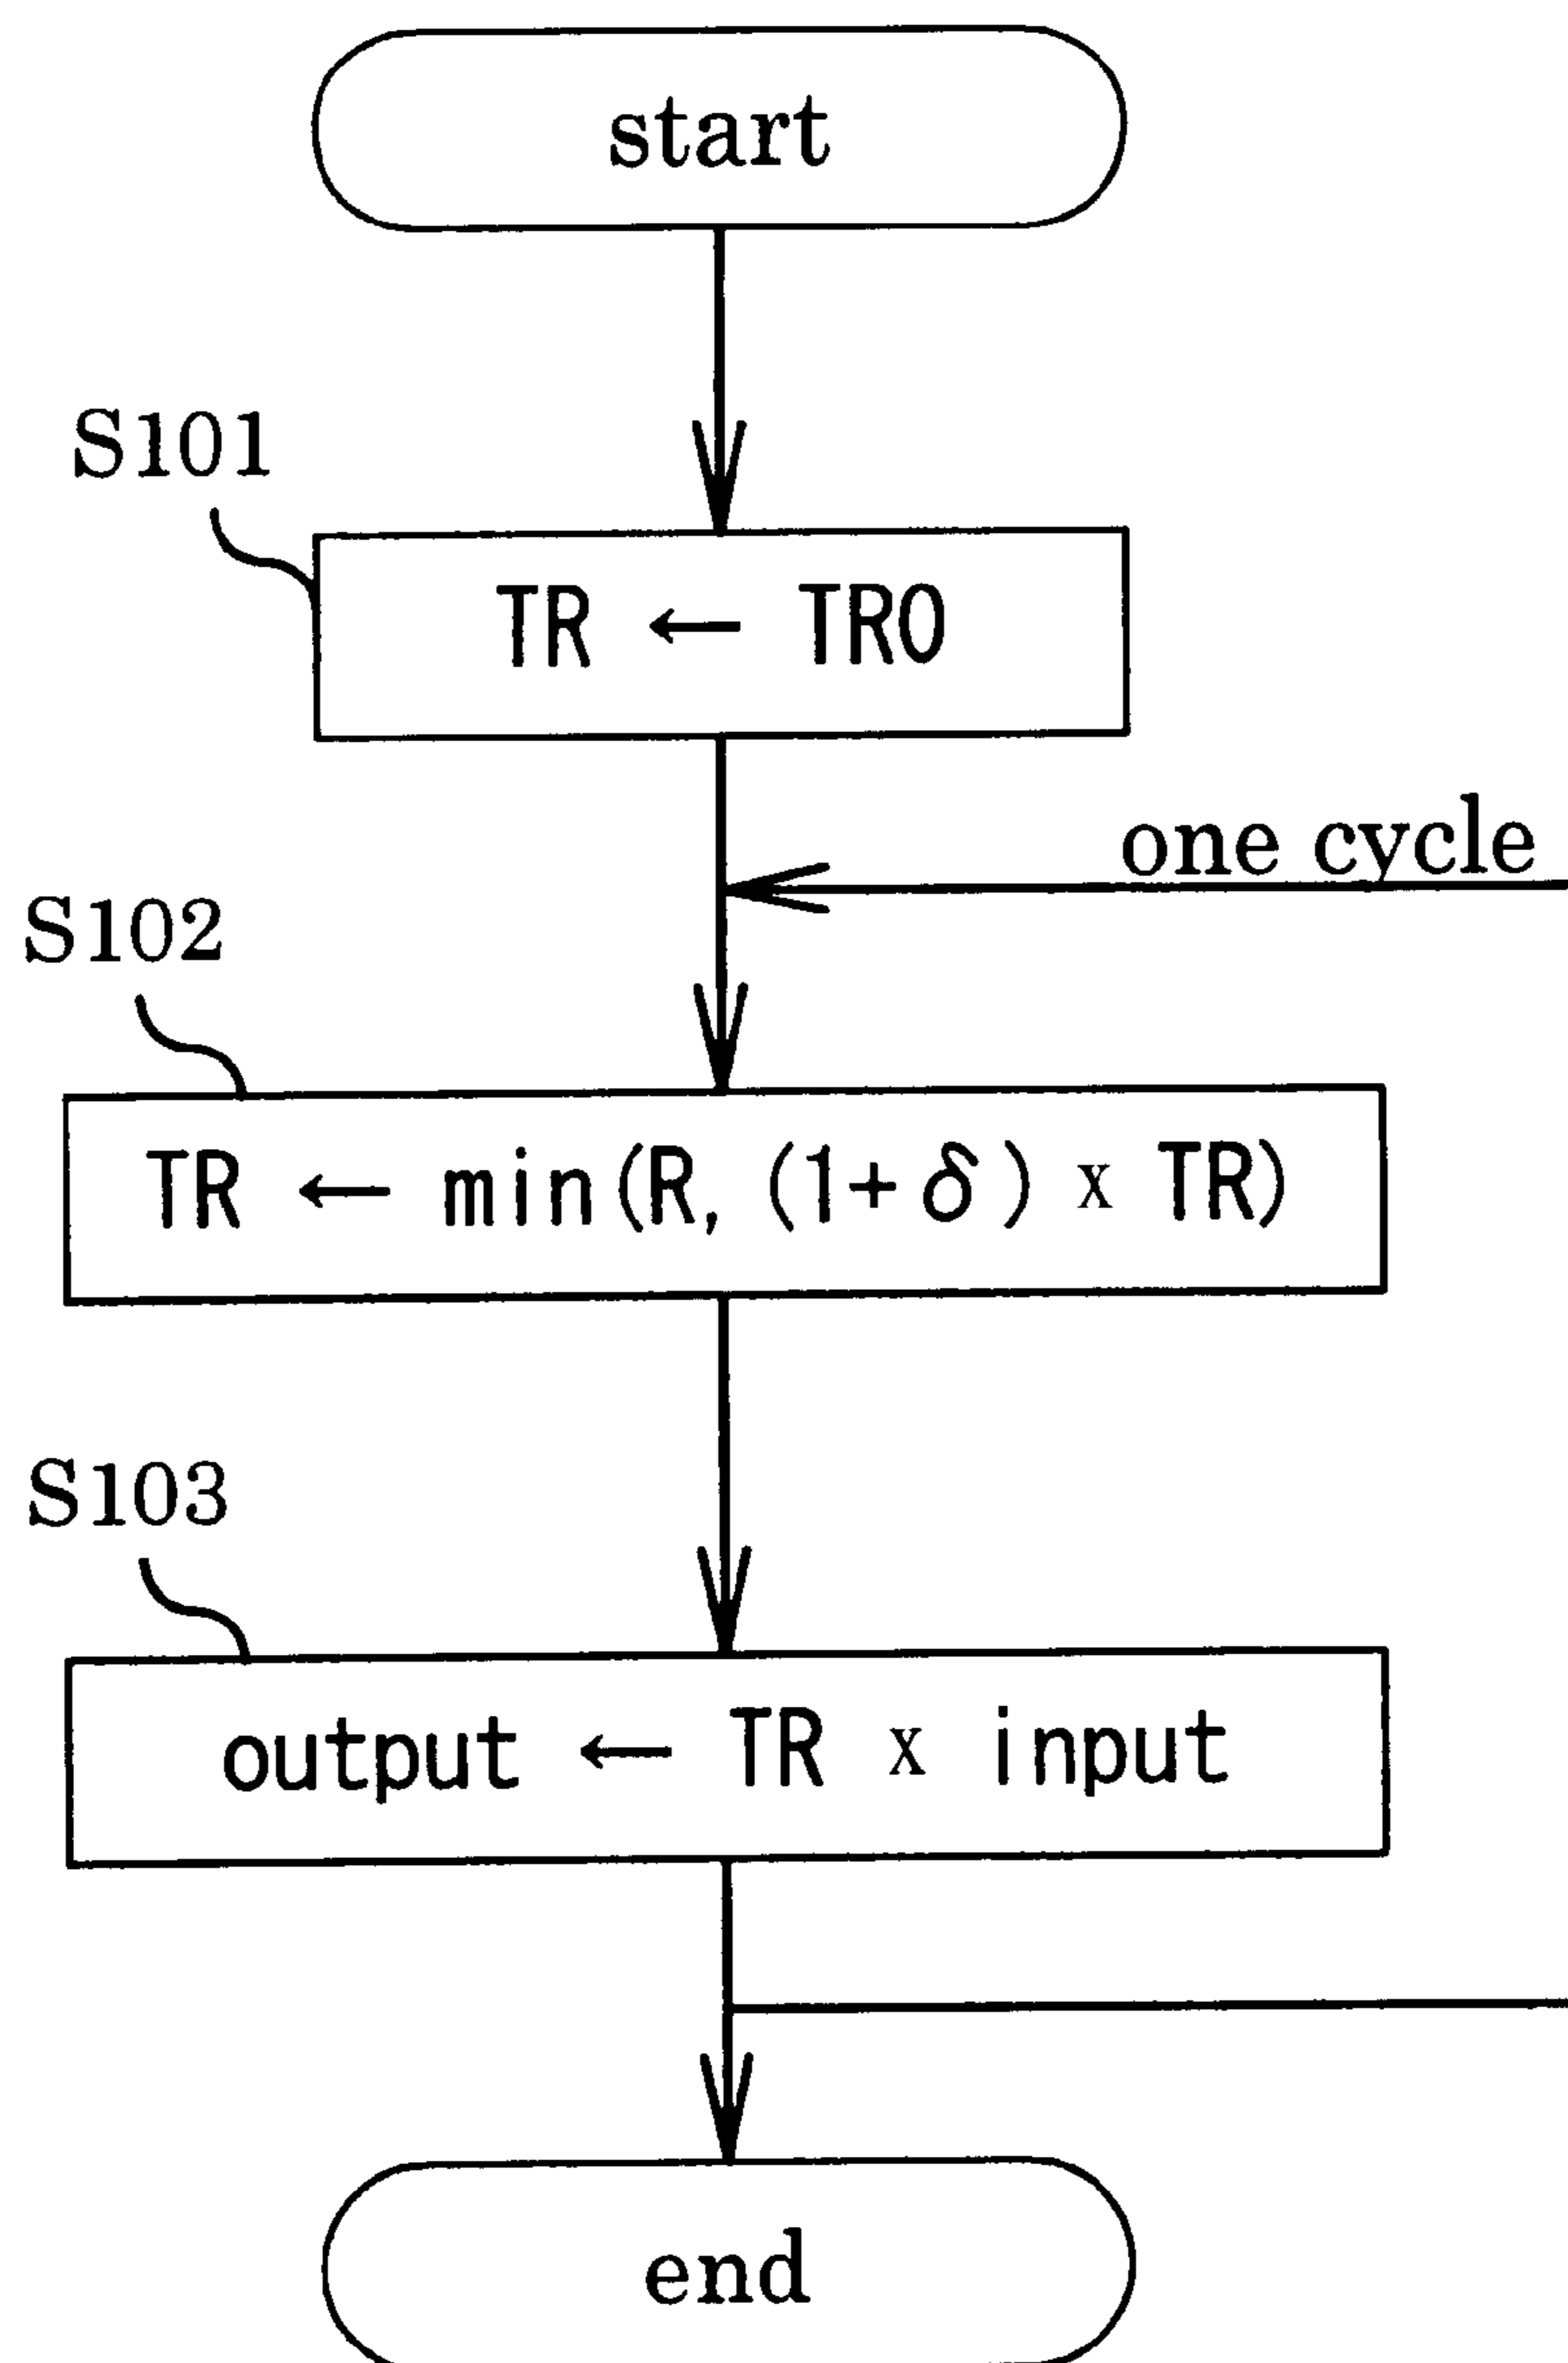 start
S101
TR ← TR0
one cycle
S102
TR ← min(R, (1+δ) x TR)
S103
output ← TR x input
end